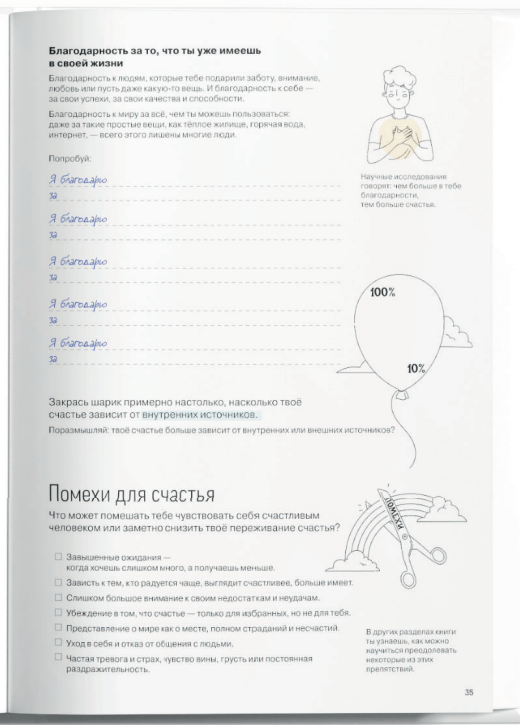 Благодарность за то, что ты уже имеешь
в своей жизни
Благодарность к людям, которые тебе подарили заботу, внимание,
любовь или пусть даже какую-то вещь. И благодарность к себе —
за свои успехи, за свои качества и способности.
Благодарность к миру за всё, чем ты можешь пользоваться:
даже за такие простые вещи, как тёплое жилище, горячая вода,
интернет, — всего этого лишены многие люди.
Попробуй:
Я благодарю
за
Я благодарю
за
Я благодарю
за
Я благодарю
за
Я благодарю
за
Научные исследования
говорят: чем больше в тебе
благодарности,
тем больше счастья.
100%
10%
Закрась шарик примерно настолько, насколько твоё
счастье зависит от внутренних источников.
Поразмышляй: твоё счастье больше зависит от внутренних или внешних источников?
Помехи для счастья
Что может помешать тебе чувствовать себя счастливым
человеком или заметно снизить твоё переживание счастья?
ПОМЕХИ
Завышенные ожидания —
когда хочешь слишком много, а получаешь меньше.
Зависть к тем, кто радуется чаще, выглядит счастливее, больше имеет.
Слишком большое внимание к своим недостаткам и неудачам.
Убеждение в том, что счастье — только для избранных, но не для тебя.
Представление о мире как о месте, полном страданий и несчастий.
Уход в себя и отказ от общения с людьми.
Частая тревога и страх, чувство вины, грусть или постоянная
раздражительность.
В других разделах книги
ты узнаешь, как можно
научиться преодолевать
некоторые из этих
препятствий.
35